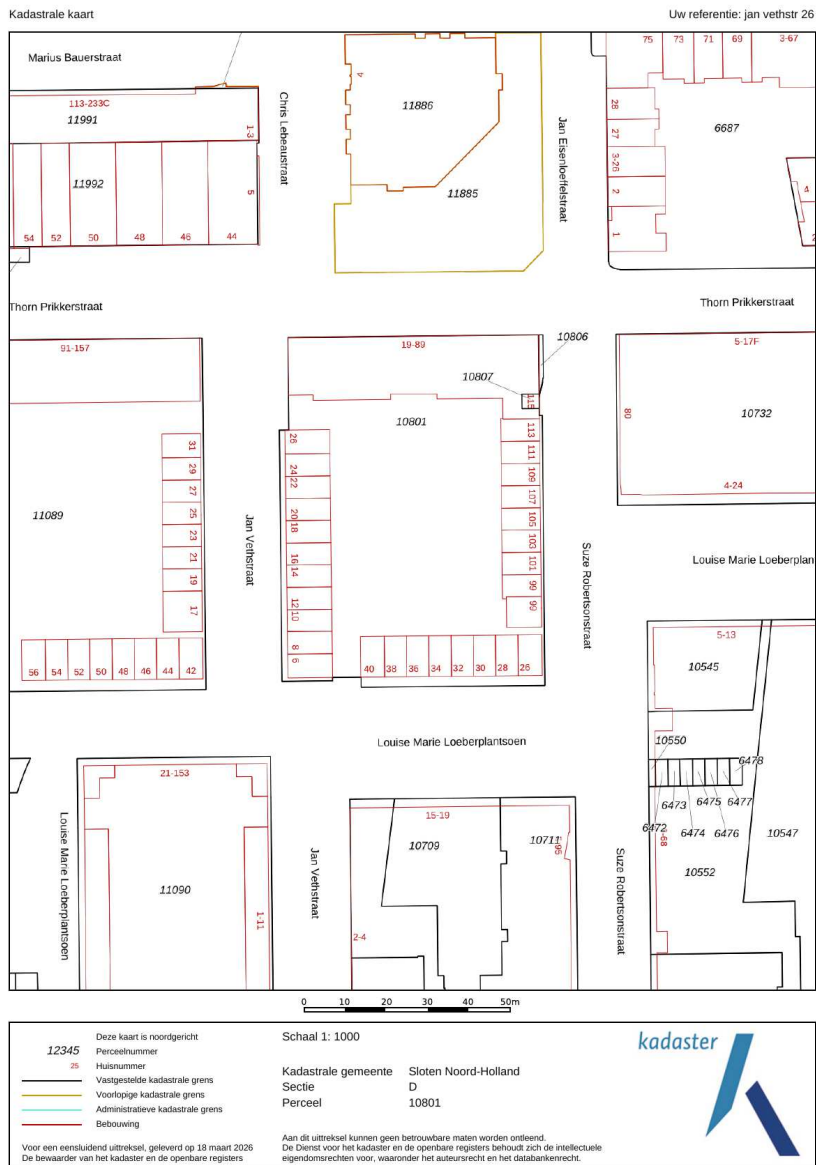 Kadastrale kaart
Uw referentie: jan vethstr 26
75
73
71
69
3-67
Marius Bauerstraat
113-233C
11991
1-3
11992
5
54
52
50
48
46
44
Chris Lebeaustraat
4
11886
11885
Jan Eisenloeffelstraat
28
27
3-26
2
1
6687
4
2
Thorn Prikkerstraat
Thorn Prikkerstraat
91-157
19-89
10806
10807
115
10801
5-17F
80
10732
4-24
31
29
27
25
23
21
19
17
11089
56
54
52
50
48
46
44
42
Jan Vethstraat
26
24
22
20
18
16
14
12
10
8
6
113
111
109
107
105
103
101
99
99
40
38
36
34
32
30
28
26
Suze Robertsonstraat
Louise Marie Loeberplan
5-13
10545
10550
6478
6473
6475
6477
6472
6474
6476
10547
-68
10552
Louise Marie Loeberplantsoen
21-153
11090
1-11
Louise Marie Loeberplantsoen
Jan Vethstraat
15-19
10709
10711
-95
2-4
Suze Robertsonstraat
0 10 20 30 40 50m
Deze kaart is noordgericht
12345 Perceelnummer
25 Huisnummer
Vastgestelde kadastrale grens
Voorlopige kadastrale grens
Administratieve kadastrale grens
Bebouwing
Voor een eensluidend uittreksel, geleverd op 18 maart 2026
De bewaarder van het kadaster en de openbare registers
Schaal 1: 1000
Kadastrale gemeente Sloten Noord-Holland
Sectie D
Perceel 10801
Aan dit uittreksel kunnen geen betrouwbare maten worden ontleend.
De Dienst voor het kadaster en de openbare registers behoudt zich de intellectuele
eigendomsrechten voor, waaronder het auteursrecht en het databankenrecht.
kadaster